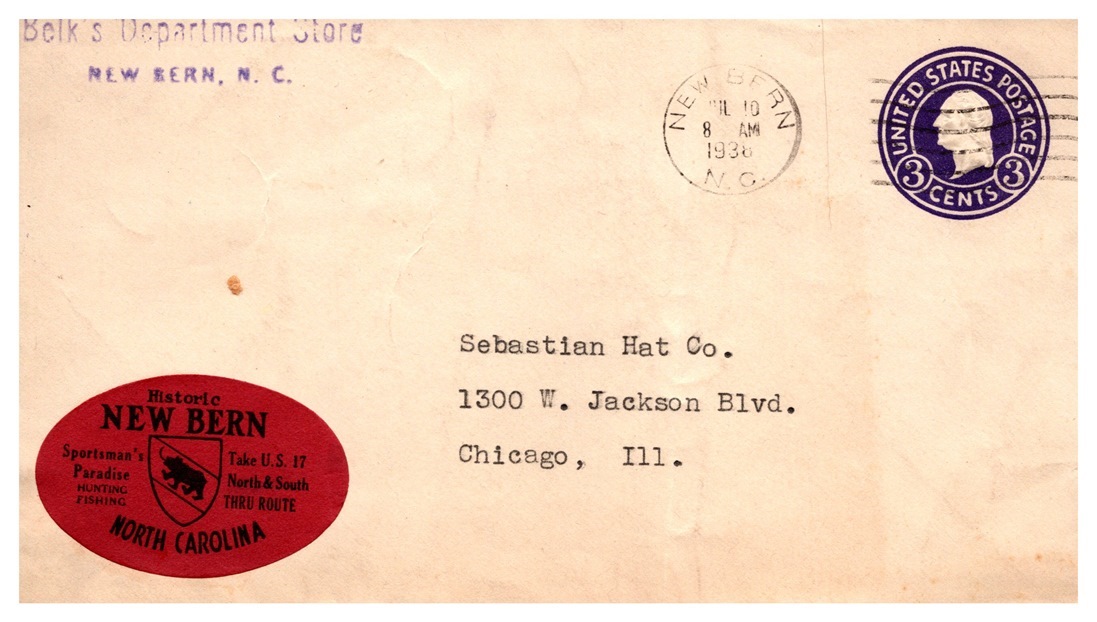 Belk's Department Store
NEW BERN, N. C.
NEW BERN
JUL 10
8 AM
1938
N.C.
UNITED STATES POSTAGE
3 CENTS 3
Sebastian Hat Co.
1300 W. Jackson Blvd.
Chicago, Ill.
Historic
NEW BERN
Sportsman's
Paradise
HUNTING
FISHING
Take U.S. 17
North & South
THRU ROUTE
NORTH CAROLINA